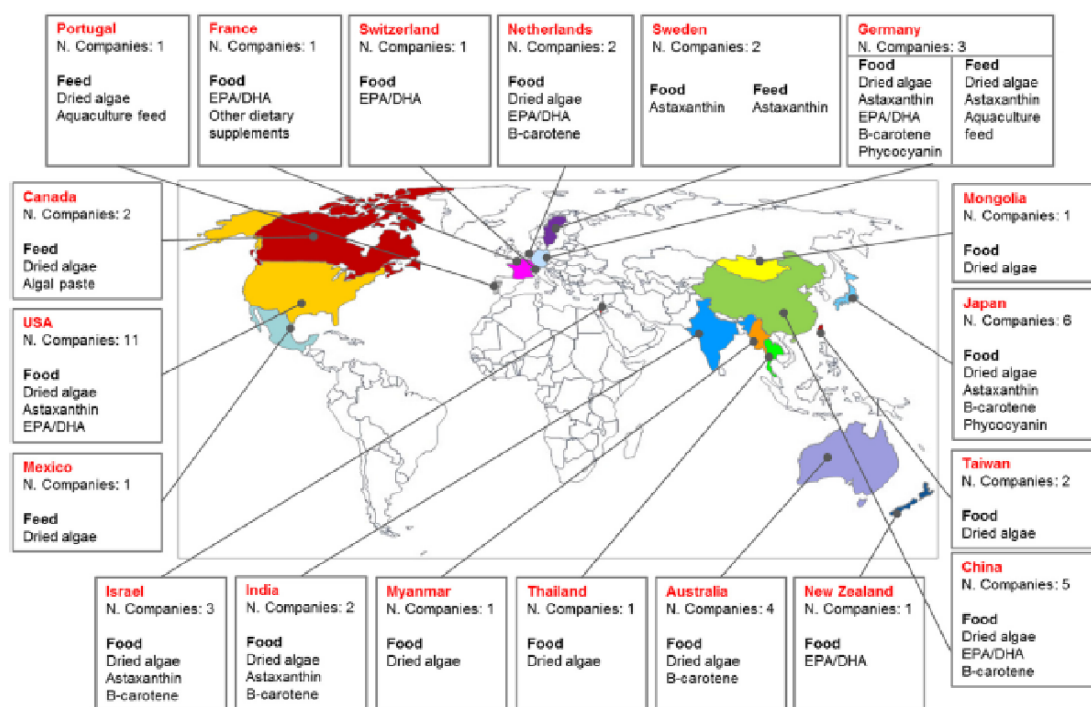 Portugal
N. Companies: 1
Feed
Dried algae
Aquaculture feed
France
N. Companies: 1
Food
EPA/DHA
Other dietary
supplements
Switzerland
N. Companies: 1
Food
EPA/DHA
Netherlands
N. Companies: 2
Food
Dried algae
EPA/DHA
B-carotene
Sweden
N. Companies: 2
Food
Astaxanthin
Feed
Astaxanthin
Germany
N. Companies: 3
Food
Dried algae
Astaxanthin
EPA/DHA
B-carotene
Phycocyanin
Feed
Dried algae
Astaxanthin
Aquaculture
feed
Canada
N. Companies: 2
Feed
Dried algae
Algal paste
USA
N. Companies: 11
Food
Dried algae
Astaxanthin
EPA/DHA
Mexico
N. Companies: 1
Feed
Dried algae
Mongolia
N. Companies: 1
Food
Dried algae
Japan
N. Companies: 6
Food
Dried algae
Astaxanthin
B-carotene
Phycocyanin
Taiwan
N. Companies: 2
Food
Dried algae
China
N. Companies: 5
Food
Dried algae
EPA/DHA
B-carotene
Israel
N. Companies: 3
Food
Dried algae
Astaxanthin
B-carotene
India
N. Companies: 2
Food
Dried algae
Astaxanthin
B-carotene
Myanmar
N. Companies: 1
Food
Dried algae
Thailand
N. Companies: 1
Food
Dried algae
Australia
N. Companies: 4
Food
Dried algae
B-carotene
New Zealand
N. Companies: 1
Food
EPA/DHA